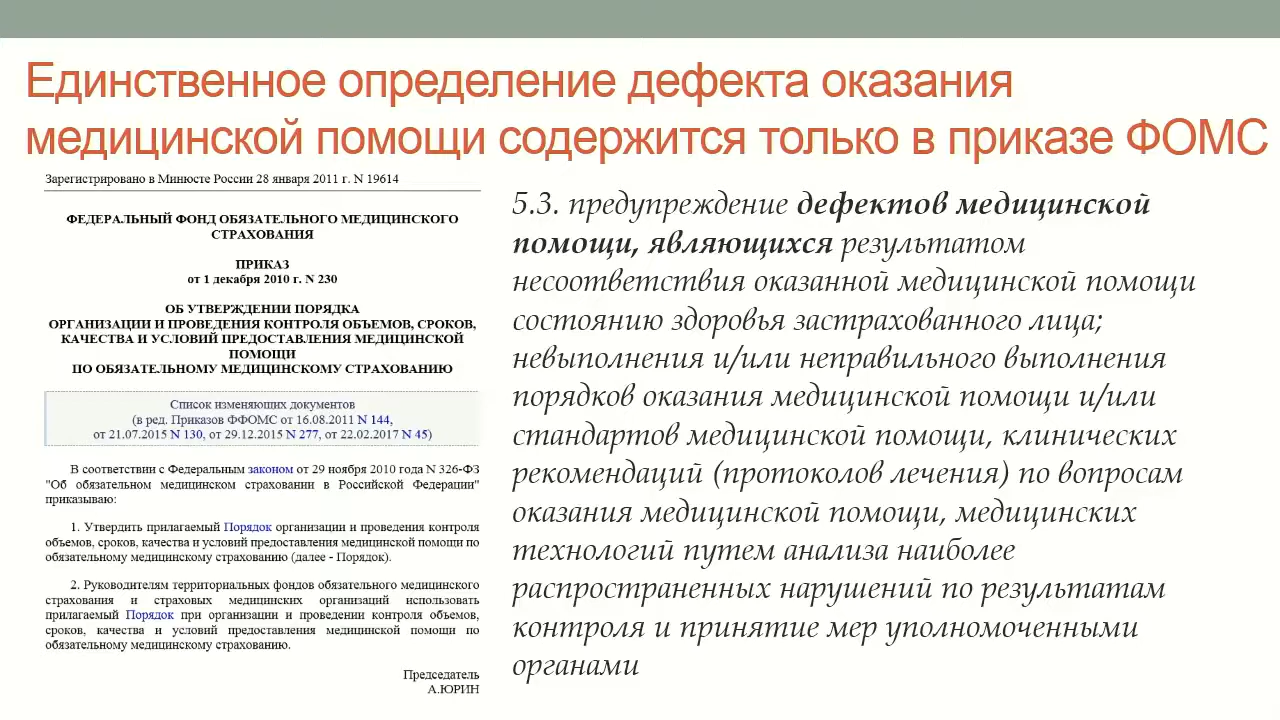 Единственное определение дефекта оказания
медицинской помощи содержится только в приказе ФОМС
Зарегистрировано в Минюсте России 28 января 2011 г. N 19614
ФЕДЕРАЛЬНЫЙ ФОНД ОБЯЗАТЕЛЬНОГО МЕДИЦИНСКОГО
СТРАХОВАНИЯ
ПРИКАЗ
от 1 декабря 2010 г. N 230
ОБ УТВЕРЖДЕНИИ ПОРЯДКА
ОРГАНИЗАЦИИ И ПРОВЕДЕНИЯ КОНТРОЛЯ ОБЪЕМОВ, СРОКОВ,
КАЧЕСТВА И УСЛОВИЙ ПРЕДОСТАВЛЕНИЯ МЕДИЦИНСКОЙ
ПОМОЩИ
ПО ОБЯЗАТЕЛЬНОМУ МЕДИЦИНСКОМУ СТРАХОВАНИЮ
Список изменяющих документов
(в ред. Приказов ФФОМС от 16.08.2011 N 144,
от 21.07.2015 N 130, от 29.12.2015 N 277, от 22.02.2017 N 45)
В соответствии с Федеральным законом от 29 ноября 2010 года N 326-ФЗ
"Об обязательном медицинском страховании в Российской Федерации"
приказываю:
1. Утвердить прилагаемый Порядок организации и проведения контроля
объемов, сроков, качества и условий предоставления медицинской помощи по
обязательному медицинскому страхованию (далее - Порядок).
2. Руководителям территориальных фондов обязательного медицинского
страхования и страховых медицинских организаций использовать
прилагаемый Порядок при организации и проведении контроля объемов,
сроков, качества и условий предоставления медицинской помощи по
обязательному медицинскому страхованию.
Председатель
А.ЮРИН
5.3. предупреждение дефектов медицинской
помощи, являющихся результатом
несоответствия оказанной медицинской помощи
состоянию здоровья застрахованного лица;
невыполнения и/или неправильного выполнения
порядков оказания медицинской помощи и/или
стандартов медицинской помощи, клинических
рекомендаций (протоколов лечения) по вопросам
оказания медицинской помощи, медицинских
технологий путем анализа наиболее
распространенных нарушений по результатам
контроля и принятие мер уполномоченными
органами